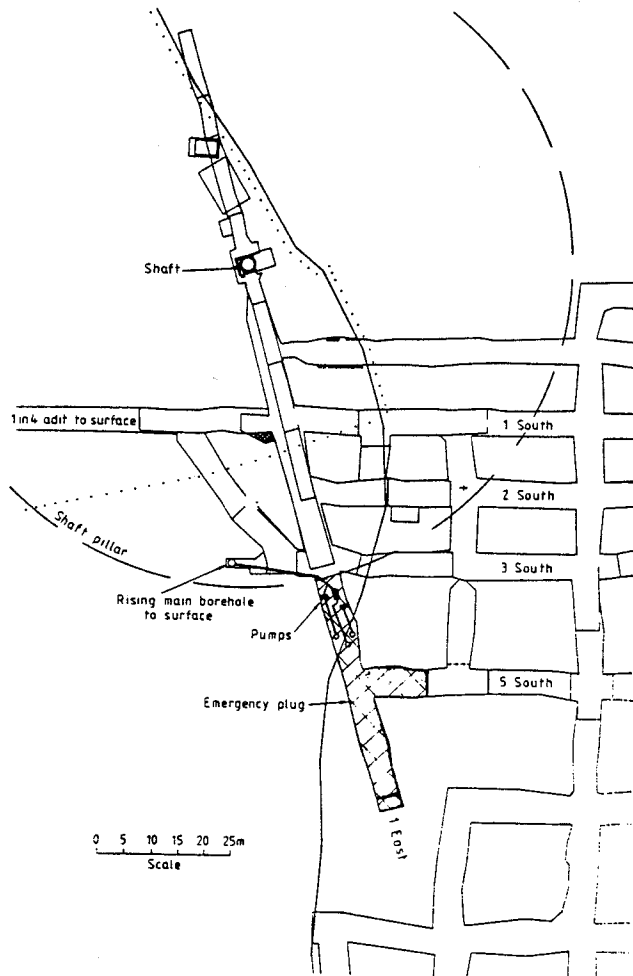 Shaft
1 in 4 adit to surface
1 South
2 South
Shaft pillar
3 South
Rising main borehole
to surface
Pumps
5 South
Emergency plug
1 East
0 5 10 15 20 25m
Scale